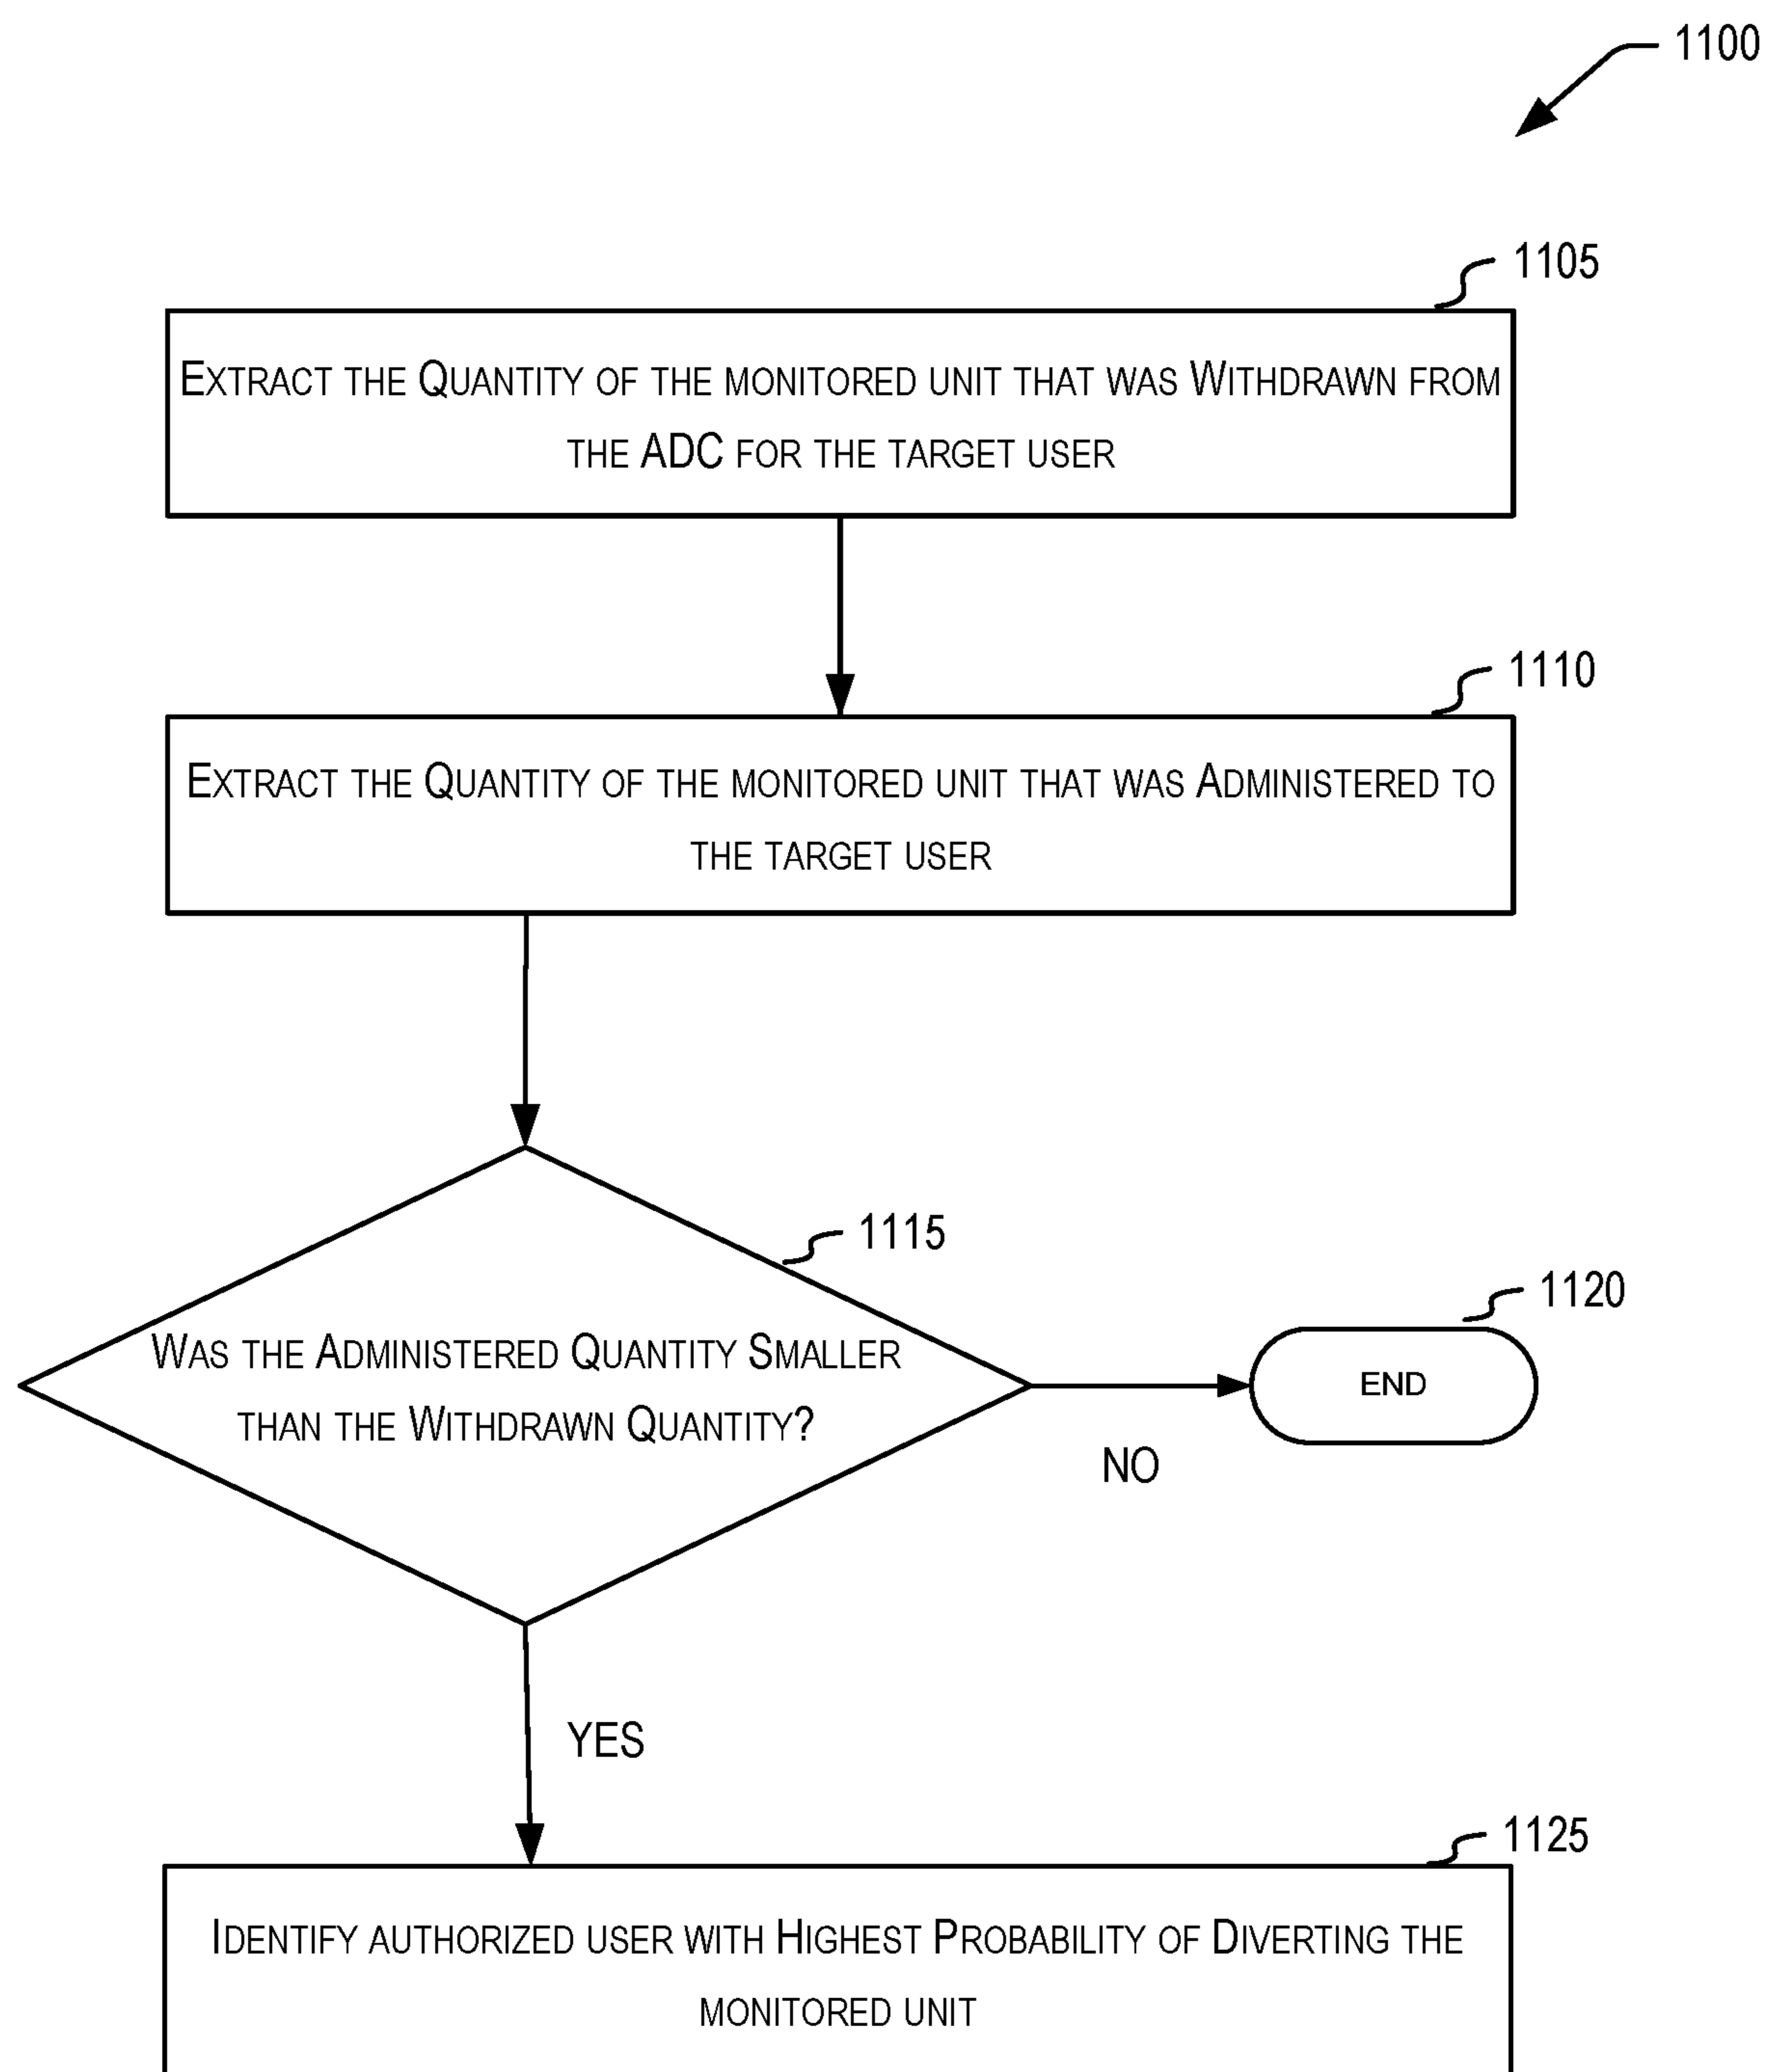 1100
1105
Extract the Quantity of the monitored unit that was Withdrawn from
the ADC for the target user
1110
Extract the Quantity of the monitored unit that was Administered to
the target user
1115
Was the Administered Quantity Smaller
than the Withdrawn Quantity?
1120
END
NO
YES
1125
Identify authorized user with Highest Probability of Diverting the
monitored unit